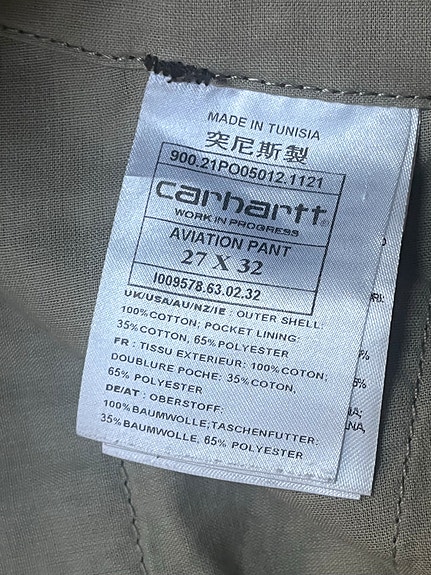 MADE IN TUNISIA
突尼斯製
900.21PO05012.1121
carhartt®
WORK IN PROGRESS
AVIATION PANT
27 X 32
I009578.63.02.32
UK/USA/AU/NZ/IE : OUTER SHELL:
100%COTTON; POCKET LINING:
35%COTTON, 65% POLYESTER
FR : TISSU EXTERIEUR: 100%COTON;
DOUBLURE POCHE: 35%COTON,
65% POLYESTER
DE/AT : OBERSTOFF:
100%BAUMWOLLE;TASCHENFUTTER:
35%BAUMWOLLE, 65% POLYESTER